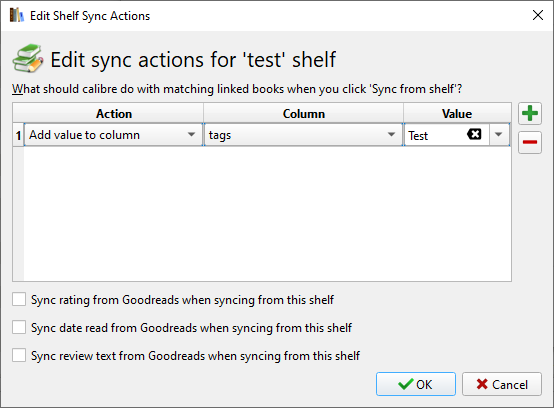 Edit Shelf Sync Actions
Edit sync actions for 'test' shelf
What should calibre do with matching linked books when you click 'Sync from shelf'?
Action Column Value
1 Add value to column tags Test
Sync rating from Goodreads when syncing from this shelf
Sync date read from Goodreads when syncing from this shelf
Sync review text from Goodreads when syncing from this shelf
OK Cancel